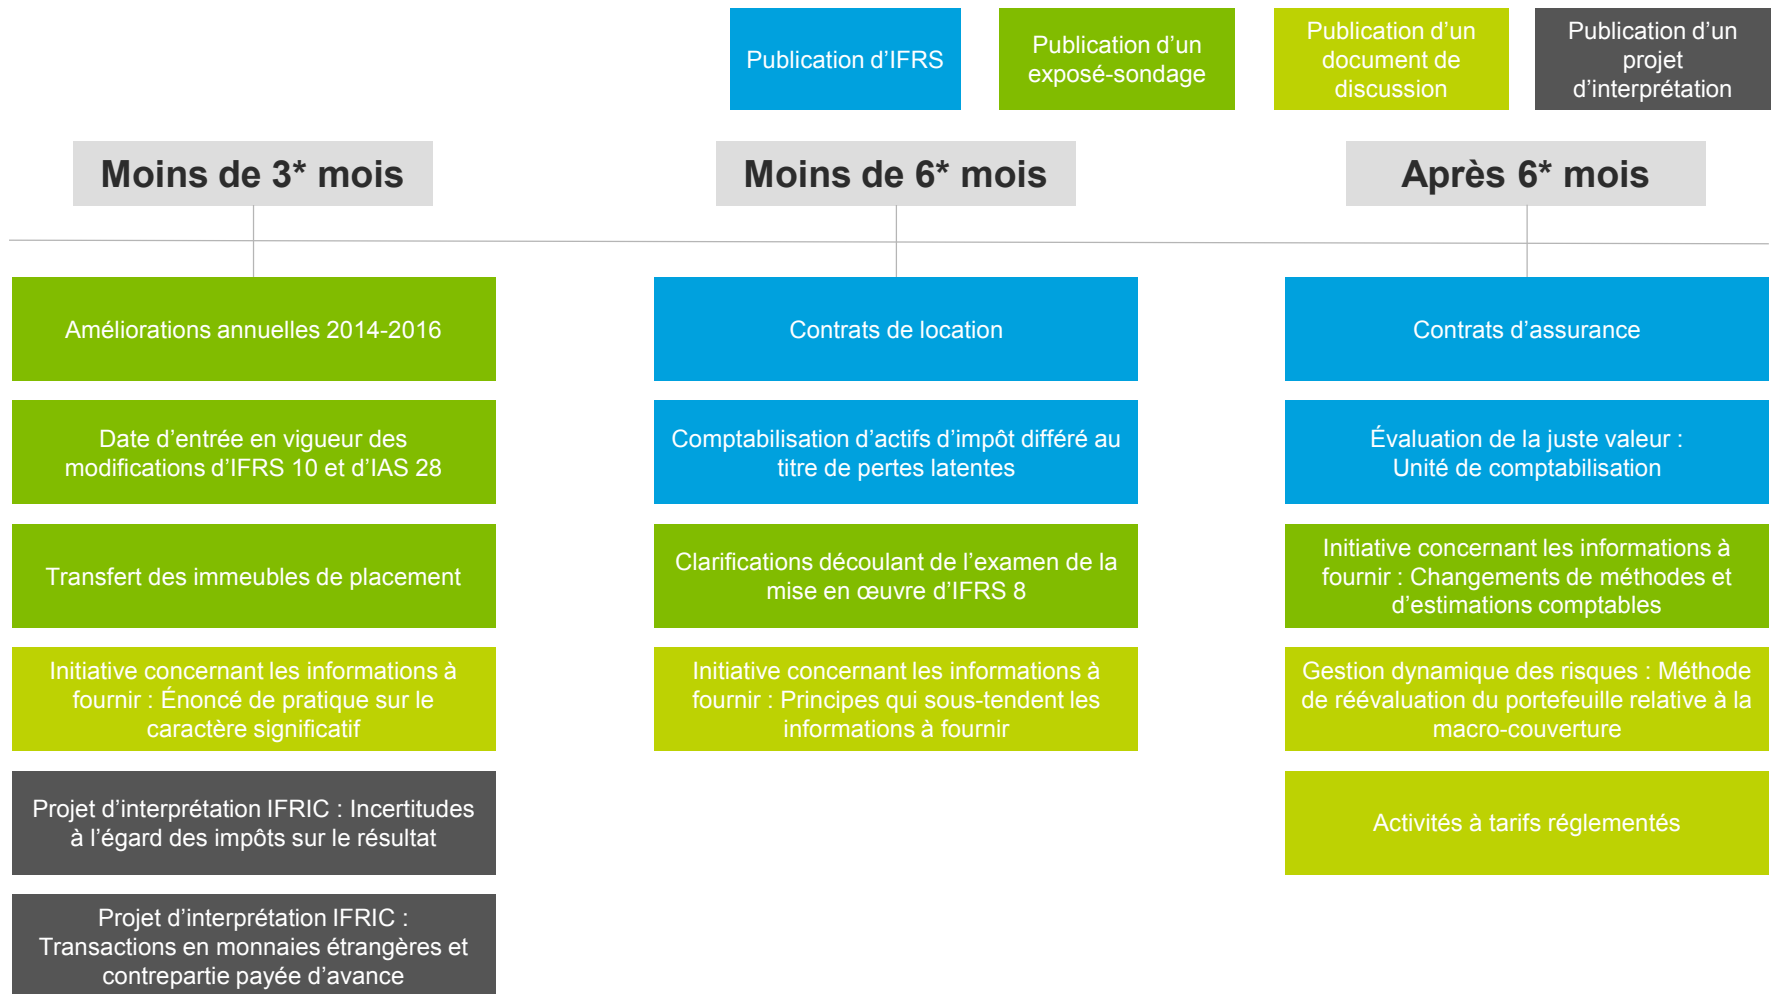 Publication d’IFRS
Publication d’un
exposé-sondage
Publication d’un
document de
discussion
Publication d’un
projet
d’interprétation
Moins de 3* mois
Moins de 6* mois
Après 6* mois
Améliorations annuelles 2014-2016
Date d’entrée en vigueur des
modifications d’IFRS 10 et d’IAS 28
Transfert des immeubles de placement
Initiative concernant les informations à
fournir : Énoncé de pratique sur le
caractère significatif
Projet d’interprétation IFRIC : Incertitudes
à l’égard des impôts sur le résultat
Projet d’interprétation IFRIC :
Transactions en monnaies étrangères et
contrepartie payée d’avance
Contrats de location
Comptabilisation d’actifs d’impôt différé au
titre de pertes latentes
Clarifications découlant de l’examen de la
mise en œuvre d’IFRS 8
Initiative concernant les informations à
fournir : Principes qui sous-tendent les
informations à fournir
Contrats d’assurance
Évaluation de la juste valeur :
Unité de comptabilisation
Initiative concernant les informations à
fournir : Changements de méthodes et
d’estimations comptables
Gestion dynamique des risques : Méthode
de réévaluation du portefeuille relative à la
macro-couverture
Activités à tarifs réglementés